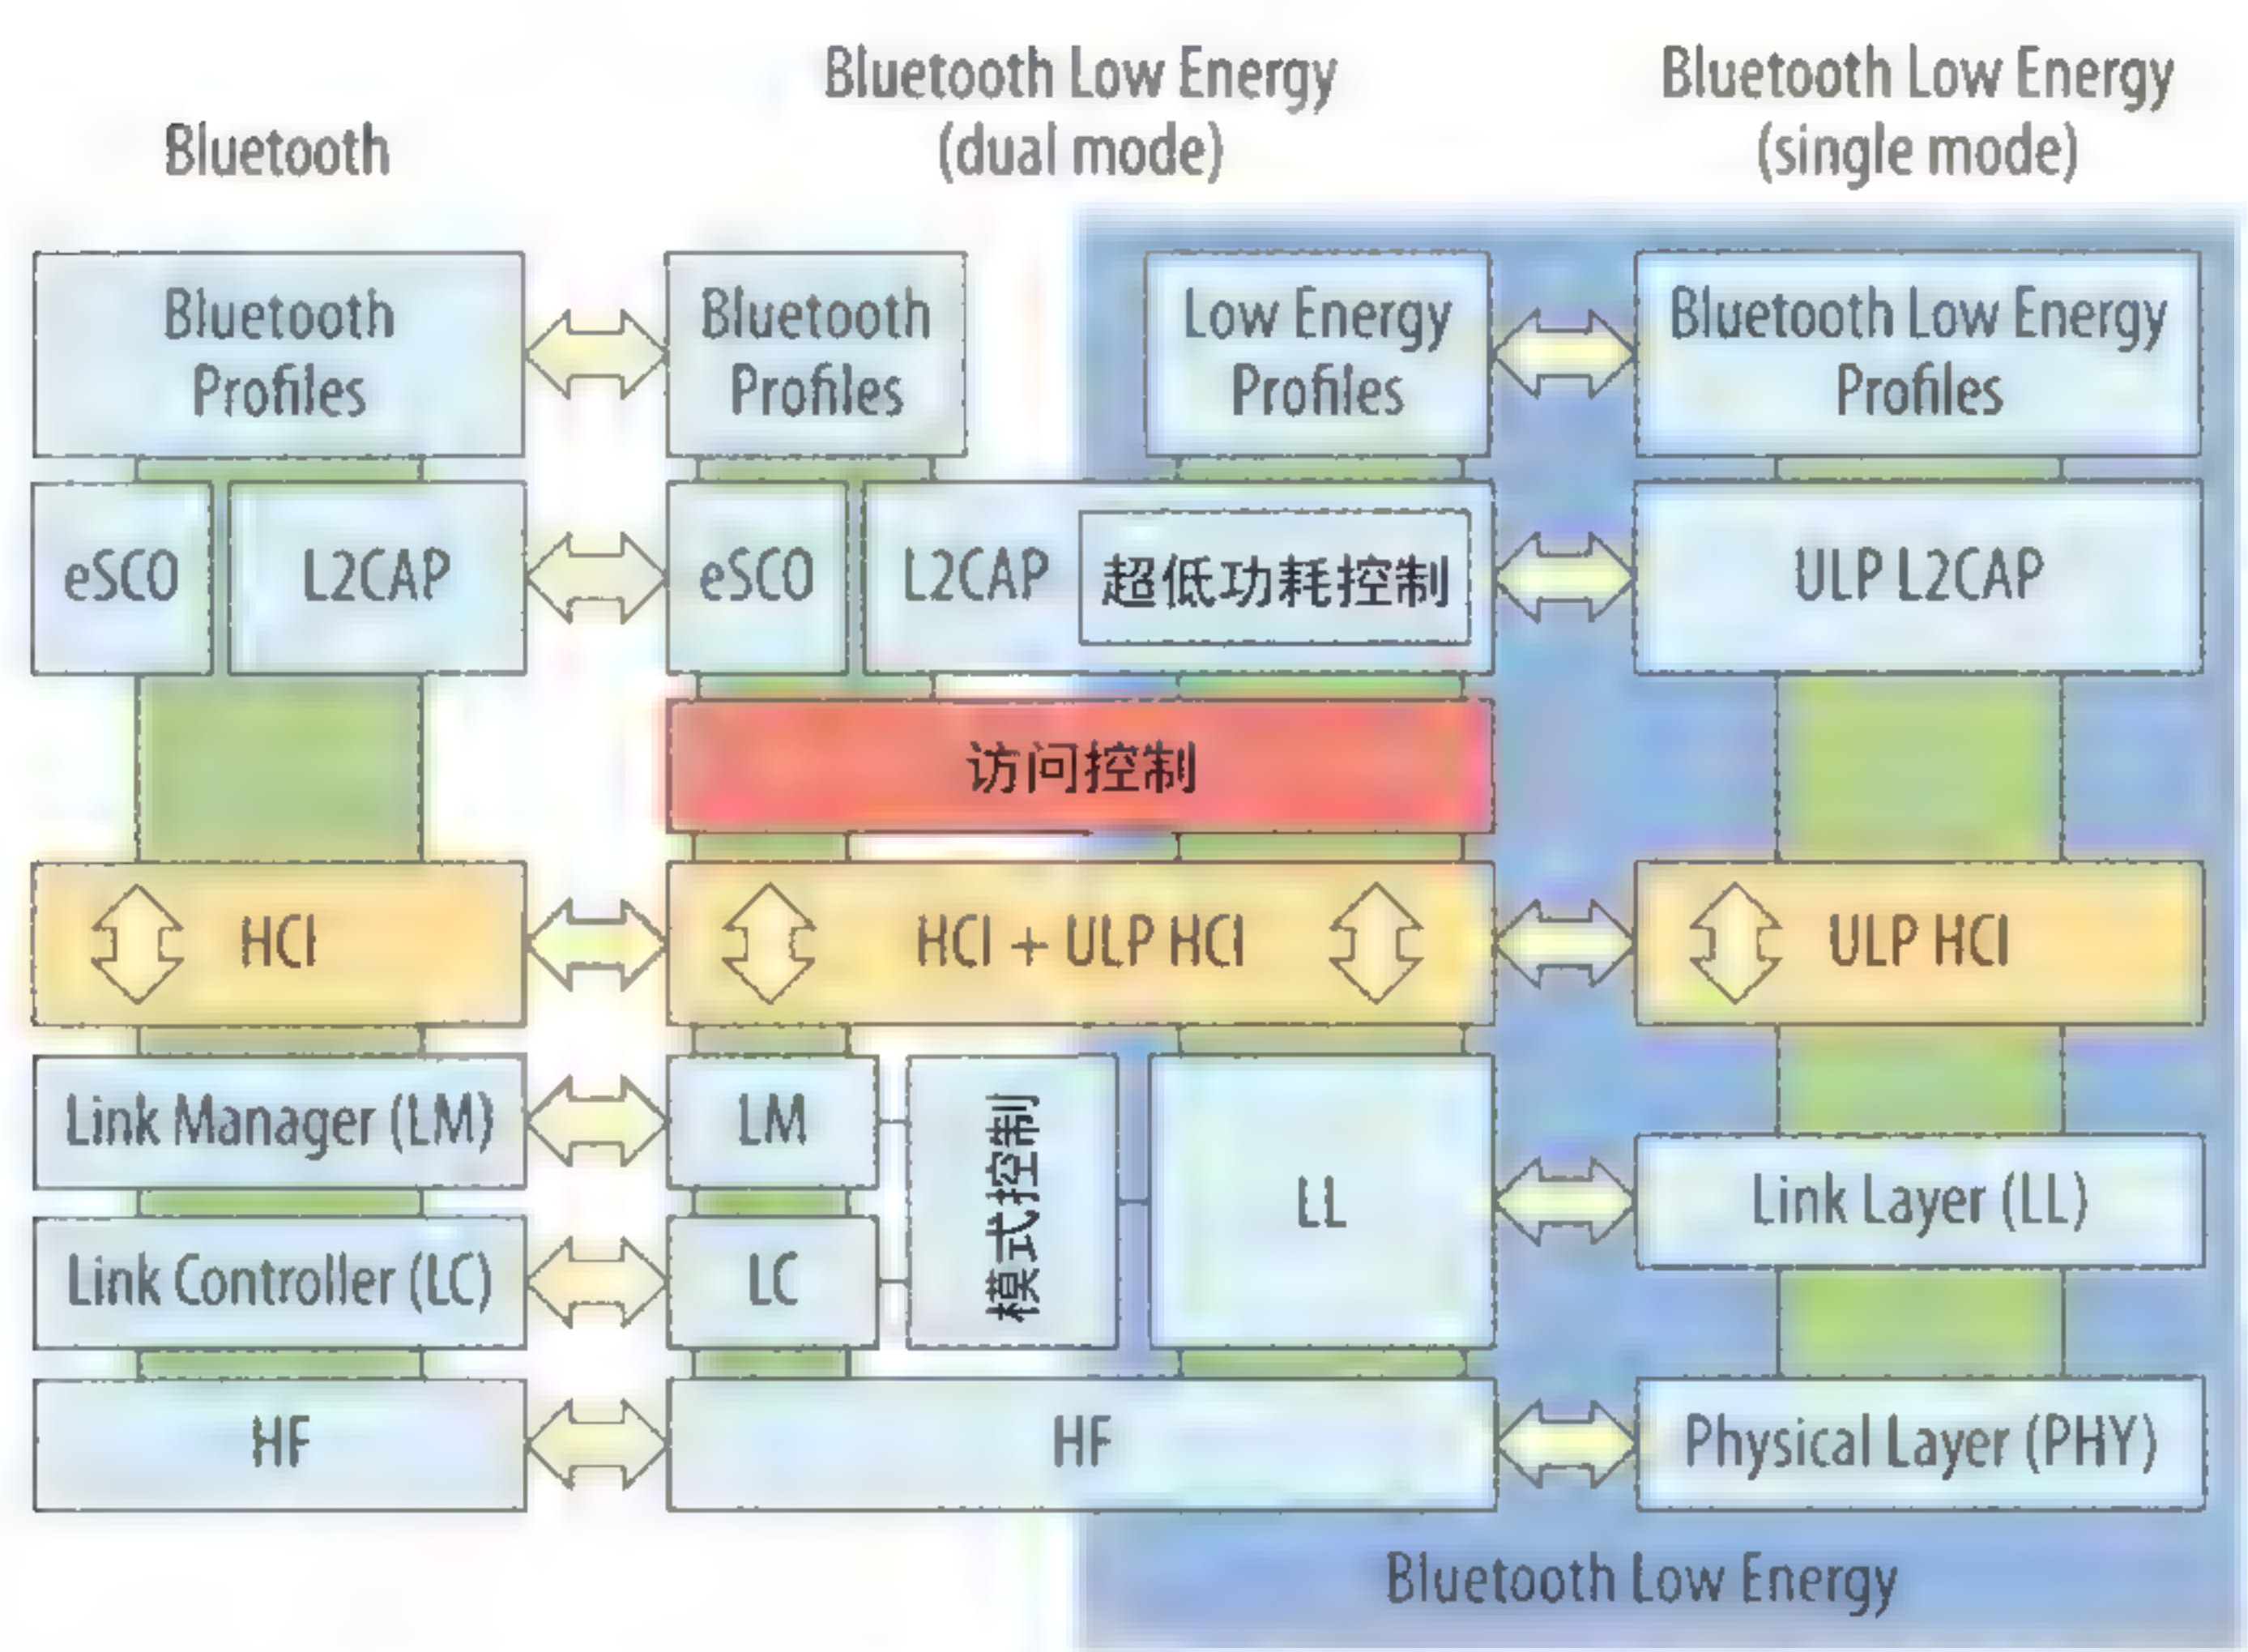 Bluetooth
Bluetooth Low Energy
(dual mode)
Bluetooth Low Energy
(single mode)
Bluetooth
Profiles
Bluetooth
Profiles
Low Energy
Profiles
Bluetooth Low Energy
Profiles
eSCO
L2CAP
eSCO
L2CAP
超低功耗控制
ULP L2CAP
访问控制
HCI
HCI + ULP HCI
ULP HCI
Link Manager (LM)
LM
模式控制
LL
Link Layer (LL)
Link Controller (LC)
LC
HF
HF
Physical Layer (PHY)
Bluetooth Low Energy